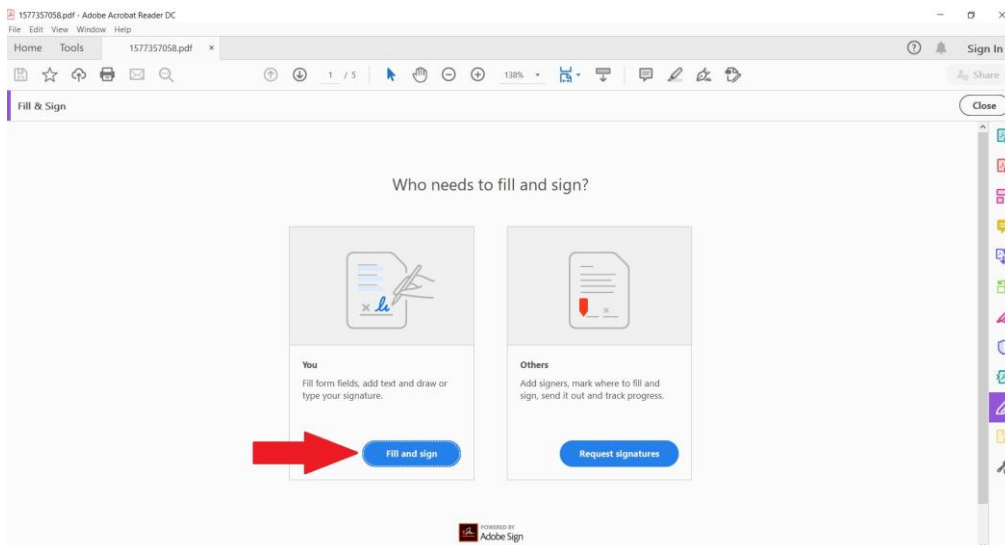 1577357058.pdf - Adobe Acrobat Reader DC
File Edit View Window Help
Home Tools 1577357058.pdf × Sign In
1 / 5 138% Share
Fill & Sign Close
Who needs to fill and sign?
You
Fill form fields, add text and draw or
type your signature.
Fill and sign
Others
Add signers, mark where to fill and
sign, send it out and track progress.
Request signatures
POWERED BY
Adobe Sign